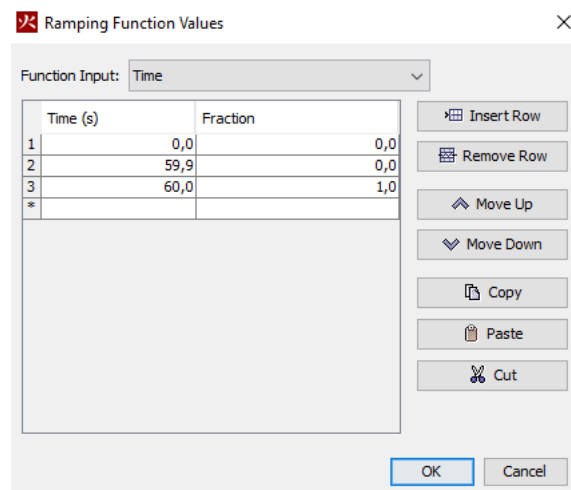 火 Ramping Function Values
Function Input: Time
Time (s) Fraction
1 0,0 0,0
2 59,9 0,0
3 60,0 1,0
*
Insert Row
Remove Row
Move Up
Move Down
Copy
Paste
Cut
OK Cancel